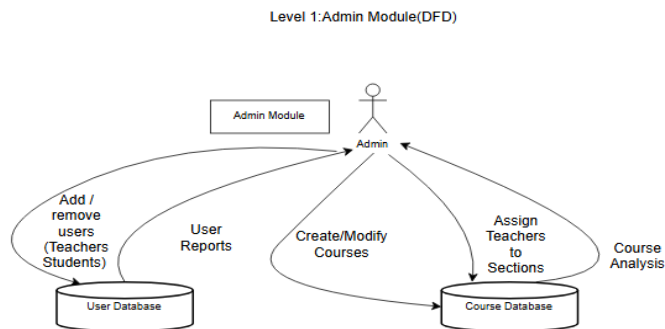 Level 1:Admin Module(DFD)
Admin Module
Admin
Add /
remove
users
(Teachers
Students)
User
Reports
Create/Modify
Courses
Assign
Teachers
to
Sections
Course
Analysis
User Database
Course Database